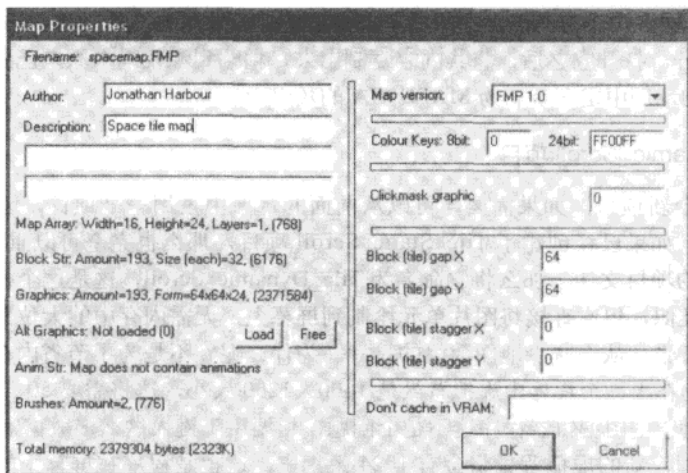 Map Properties
Filename: spacemap.FMP
Author: Jonathan Harbour
Description: Space tile map
Map Array: Width=16, Height=24, Layers=1, (768)
Block Str: Amount=193, Size (each)=32, (6176)
Graphics: Amount=193, Form=64x64x24, (2371584)
Alt Graphics: Not loaded (0) Load Free
Anim Str: Map does not contain animations
Brushes: Amount=2, (776)
Total memory: 2379304 bytes (2323K)
Map version: FMP 1.0
Colour Keys: 8bit: 0 24bit: FF00FF
Clickmask graphic 0
Block (tile) gap X 64
Block (tile) gap Y 64
Block (tile) stagger X 0
Block (tile) stagger Y 0
Don't cache in VRAM:
OK Cancel